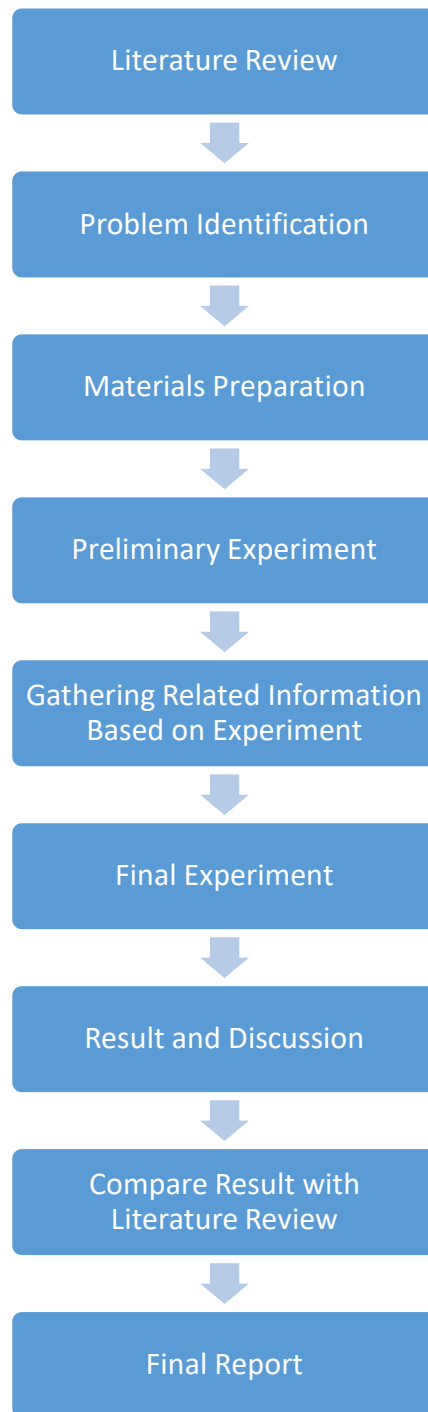 Literature Review
Problem Identification
Materials Preparation
Preliminary Experiment
Gathering Related Information
Based on Experiment
Final Experiment
Result and Discussion
Compare Result with
Literature Review
Final Report